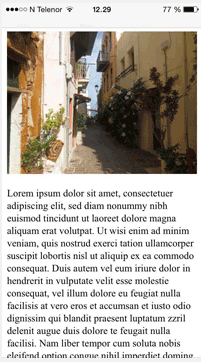 N Telenor 12.29 77 %
Lorem ipsum dolor sit amet, consectetuer
adipiscing elit, sed diam nonummy nibh
euismod tincidunt ut laoreet dolore magna
aliquam erat volutpat. Ut wisi enim ad minim
veniam, quis nostrud exerci tation ullamcorper
suscipit lobortis nisl ut aliquip ex ea commodo
consequat. Duis autem vel eum iriure dolor in
hendrerit in vulputate velit esse molestie
consequat, vel illum dolore eu feugiat nulla
facilisis at vero eros et accumsan et iusto odio
dignissim qui blandit praesent luptatum zzril
delenit augue duis dolore te feugait nulla
facilisi. Nam liber tempor cum soluta nobis
eleifend option congue nihil imperdiet doming